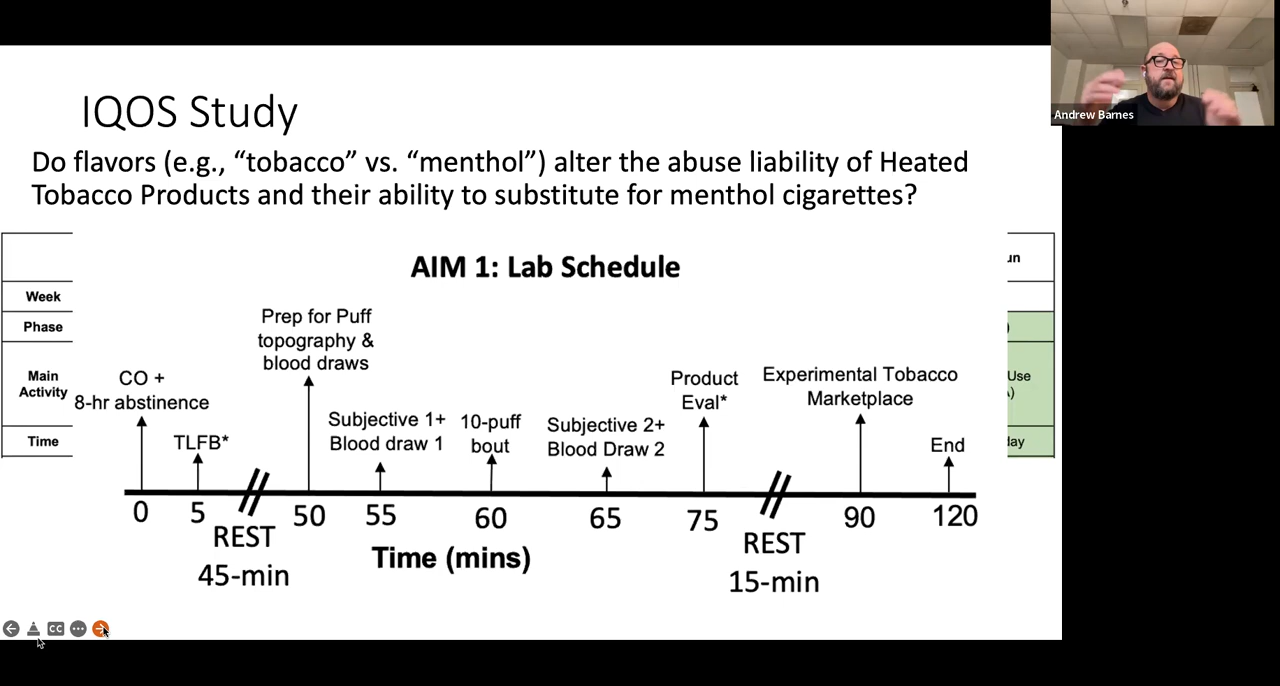 Andrew Barnes
IQOS Study
Do flavors (e.g., “tobacco” vs. “menthol”) alter the abuse liability of Heated
Tobacco Products and their ability to substitute for menthol cigarettes?
AIM 1: Lab Schedule
Week
Phase
Main
Activity
Time
un
)
Use
A)
day
CO +
8-hr abstinence
TLFB*
Prep for Puff
topography &
blood draws
Subjective 1+
Blood draw 1
10-puff
bout
Subjective 2+
Blood Draw 2
Product
Eval*
Experimental Tobacco
Marketplace
End
0 5 50 55 60 65 75 90 120
REST
45-min
Time (mins)
REST
15-min
CC